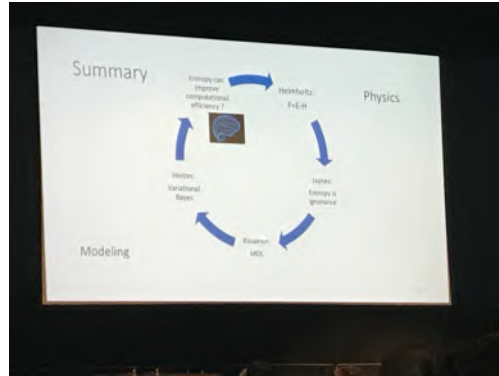 Summary
Entropy can
improve
computational
efficiency ?
Helmholtz:
F=E-H
Physics
Jaynes:
Entropy is
Ignorance
Rissanen:
MDL
Hinton:
Variational
Bayes
Modeling